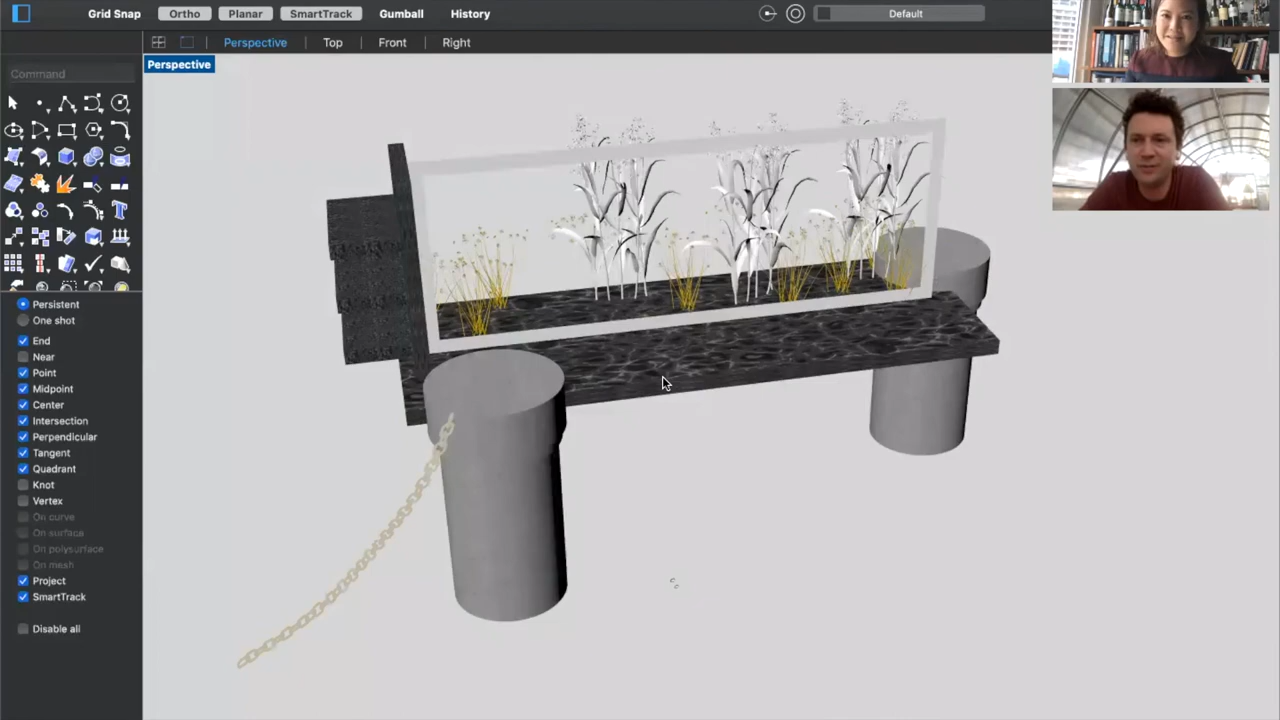 Grid Snap Ortho Planar SmartTrack Gumball History Default
Perspective Top Front Right
Perspective
Command
Persistent
One shot
End
Near
Point
Midpoint
Center
Intersection
Perpendicular
Tangent
Quadrant
Knot
Vertex
On curve
On surface
On polysurface
On mesh
Project
SmartTrack
Disable all